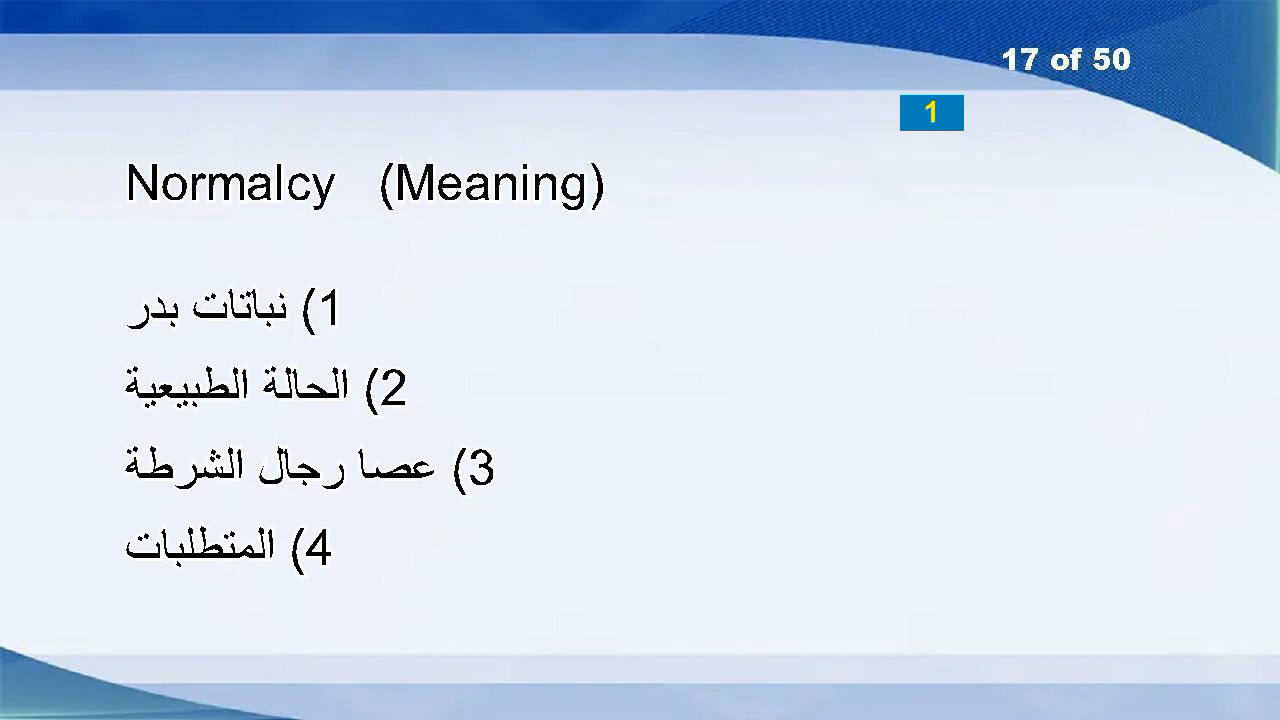 17 of 50
1
Normalcy (Meaning)
1) نباتات بدر
2) الحالة الطبيعية
3) عصا رجال الشرطة
4) المتطلبات